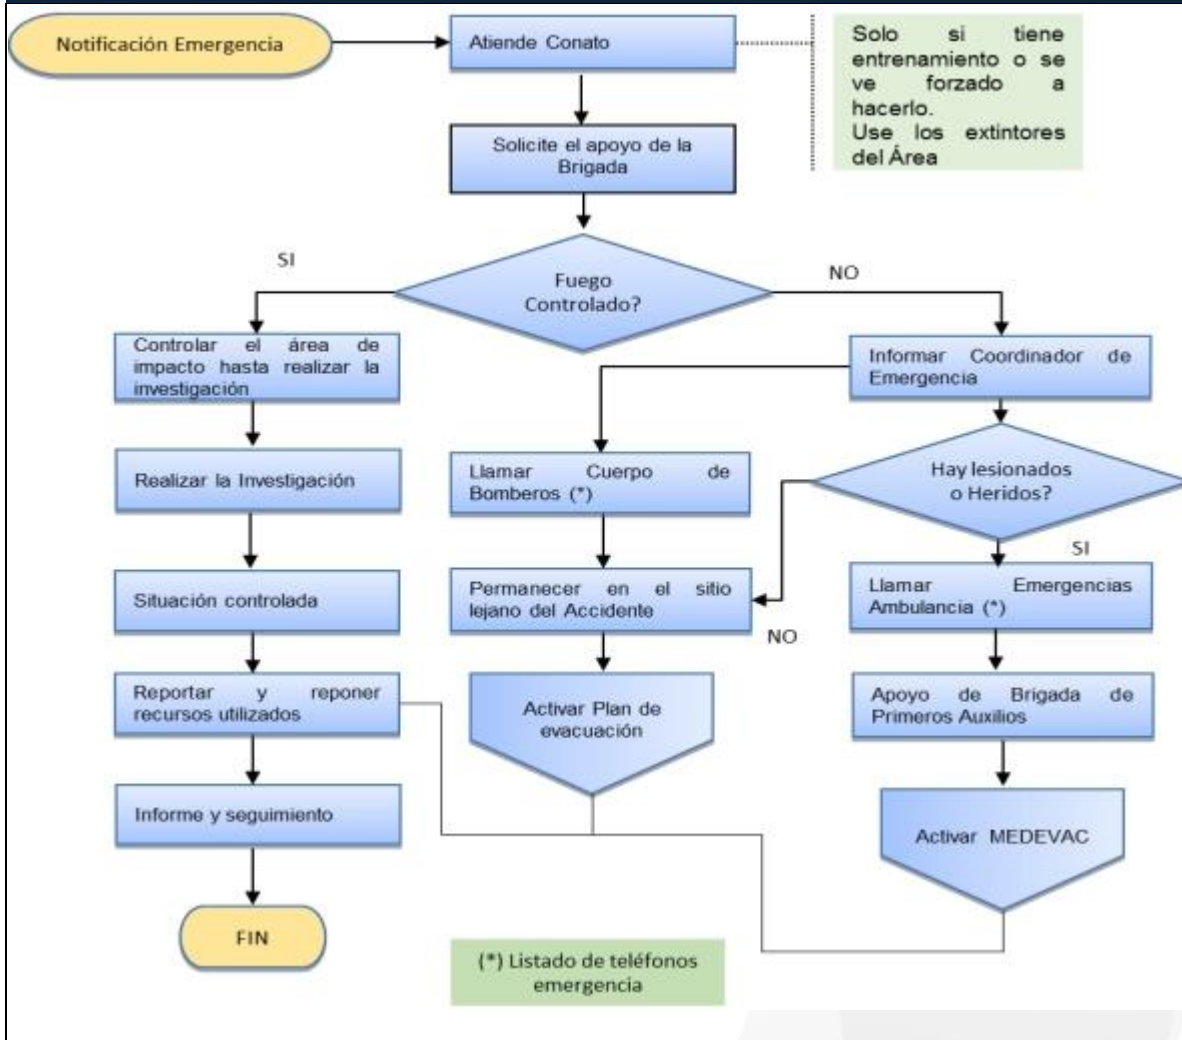 Notificación Emergencia
Atiende Conato
Solo si tiene
entrenamiento o se
ve forzado a
hacerlo.
Use los extintores
del Área
Solicite el apoyo de la
Brigada
SI
Fuego
Controlado?
NO
Controlar el área de
impacto hasta realizar la
investigación
Informar Coordinador de
Emergencia
Realizar la Investigación
Llamar Cuerpo de
Bomberos (*)
Hay lesionados
o Heridos?
SI
Situación controlada
Permanecer en el sitio
lejano del Accidente
NO
Llamar Emergencias
Ambulancia (*)
Reportar y reponer
recursos utilizados
Activar Plan de
evacuación
Apoyo de Brigada de
Primeros Auxilios
Informe y seguimiento
Activar MEDEVAC
FIN
(*) Listado de teléfonos
emergencia